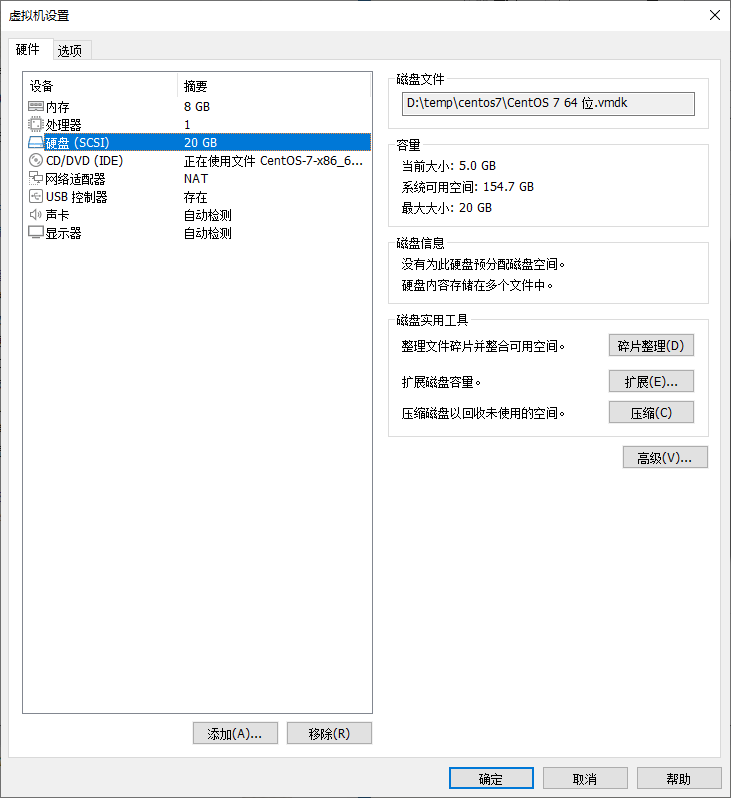 虚拟机设置
硬件 选项
设备 摘要
内存 8 GB
处理器 1
硬盘 (SCSI) 20 GB
CD/DVD (IDE) 正在使用文件 CentOS-7-x86_6...
网络适配器 NAT
USB 控制器 存在
声卡 自动检测
显示器 自动检测
添加(A)... 移除(R)
磁盘文件
D:\temp\centos7\CentOS 7 64 位.vmdk
容量
当前大小: 5.0 GB
系统可用空间: 154.7 GB
最大大小: 20 GB
磁盘信息
没有为此硬盘预分配磁盘空间。
硬盘内容存储在多个文件中。
磁盘实用工具
整理文件碎片并整合可用空间。 碎片整理(D)
扩展磁盘容量。 扩展(E)...
压缩磁盘以回收未使用的空间。 压缩(C)
高级(V)...
确定 取消 帮助